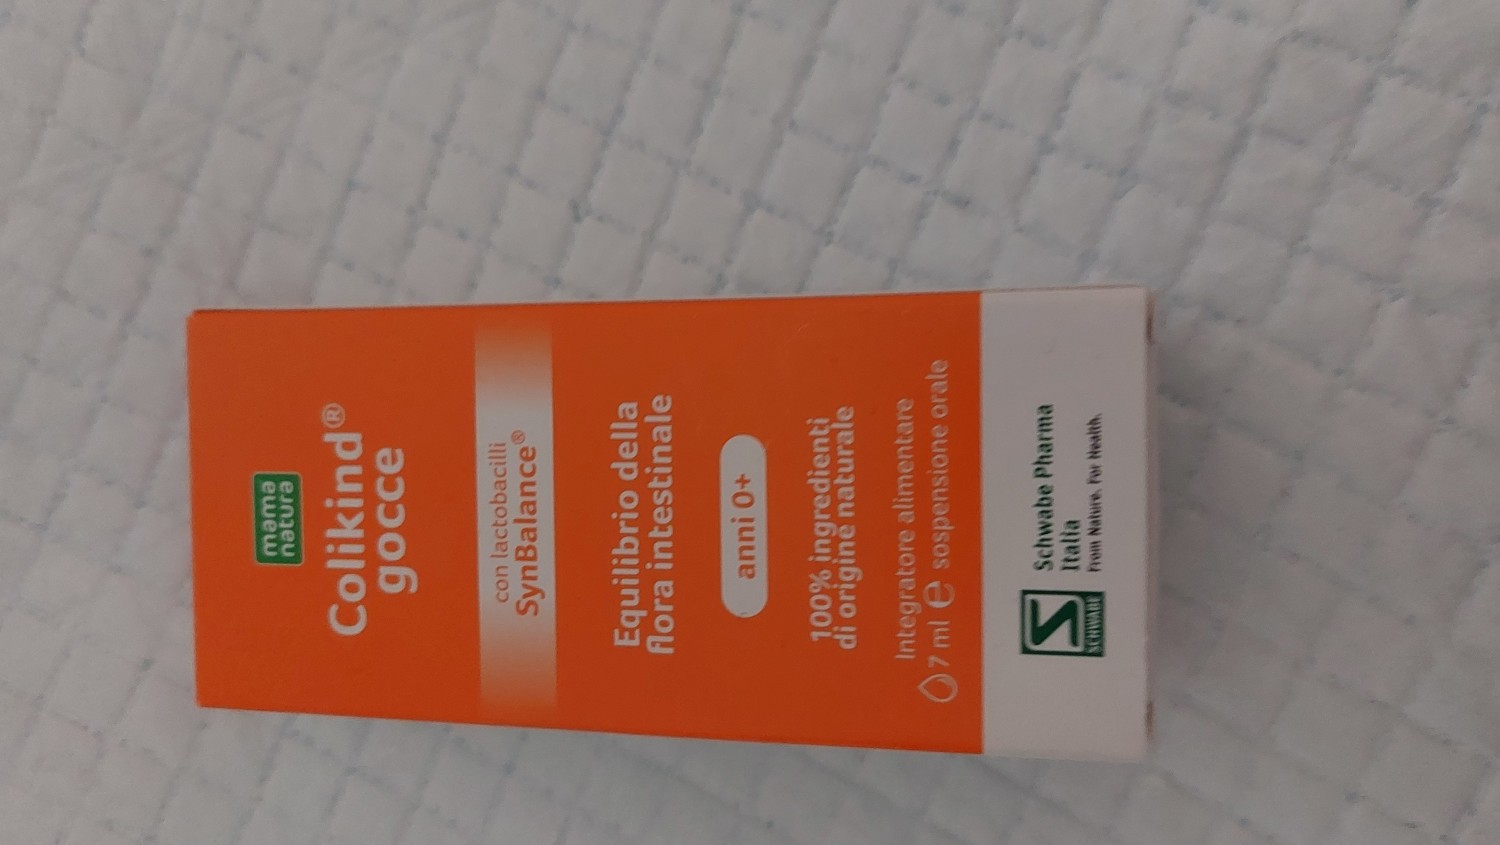 mama
natura
Colikind®
gocce
con lactobacilli
SynBalance®
Equilibrio della
flora intestinale
anni 0+
100% ingredienti
di origine naturale
Integratore alimentare
7 ml e sospensione orale
SCHWABE
Schwabe Pharma
Italia
From Nature. For Health.